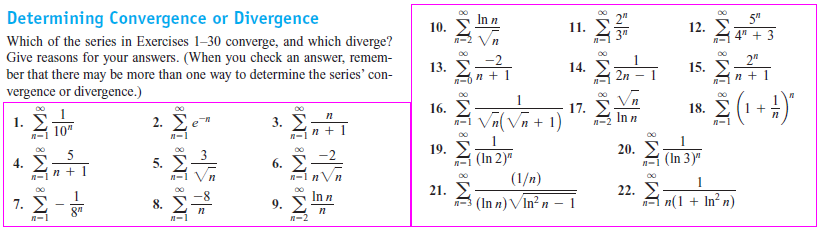 Determining Convergence or Divergence
Which of the series in Exercises 1–30 converge, and which diverge?
Give reasons for your answers. (When you check an answer, remem-
ber that there may be more than one way to determine the series' con-
vergence or divergence.)
1. $\sum_{n=1}^{\infty} \frac{1}{10^n}$ 2. $\sum_{n=1}^{\infty} e^{-n}$ 3. $\sum_{n=1}^{\infty} \frac{n}{n+1}$
4. $\sum_{n=1}^{\infty} \frac{5}{n+1}$ 5. $\sum_{n=1}^{\infty} \frac{3}{\sqrt{n}}$ 6. $\sum_{n=1}^{\infty} \frac{-2}{n\sqrt{n}}$
7. $\sum_{n=1}^{\infty} -\frac{1}{8^n}$ 8. $\sum_{n=1}^{\infty} \frac{-8}{n}$ 9. $\sum_{n=2}^{\infty} \frac{\ln n}{n}$
10. $\sum_{n=2}^{\infty} \frac{\ln n}{\sqrt{n}}$ 11. $\sum_{n=1}^{\infty} \frac{2^n}{3^n}$ 12. $\sum_{n=1}^{\infty} \frac{5^n}{4^n+3}$
13. $\sum_{n=0}^{\infty} \frac{-2}{n+1}$ 14. $\sum_{n=1}^{\infty} \frac{1}{2n-1}$ 15. $\sum_{n=1}^{\infty} \frac{2^n}{n+1}$
16. $\sum_{n=1}^{\infty} \frac{1}{\sqrt{n}(\sqrt{n}+1)}$ 17. $\sum_{n=2}^{\infty} \frac{\sqrt{n}}{\ln n}$ 18. $\sum_{n=1}^{\infty} \left(1+\frac{1}{n}\right)^n$
19. $\sum_{n=1}^{\infty} \frac{1}{(\ln 2)^n}$ 20. $\sum_{n=1}^{\infty} \frac{1}{(\ln 3)^n}$
21. $\sum_{n=3}^{\infty} \frac{(1/n)}{(\ln n)\sqrt{\ln^2 n-1}}$ 22. $\sum_{n=1}^{\infty} \frac{1}{n(1+\ln^2 n)}$